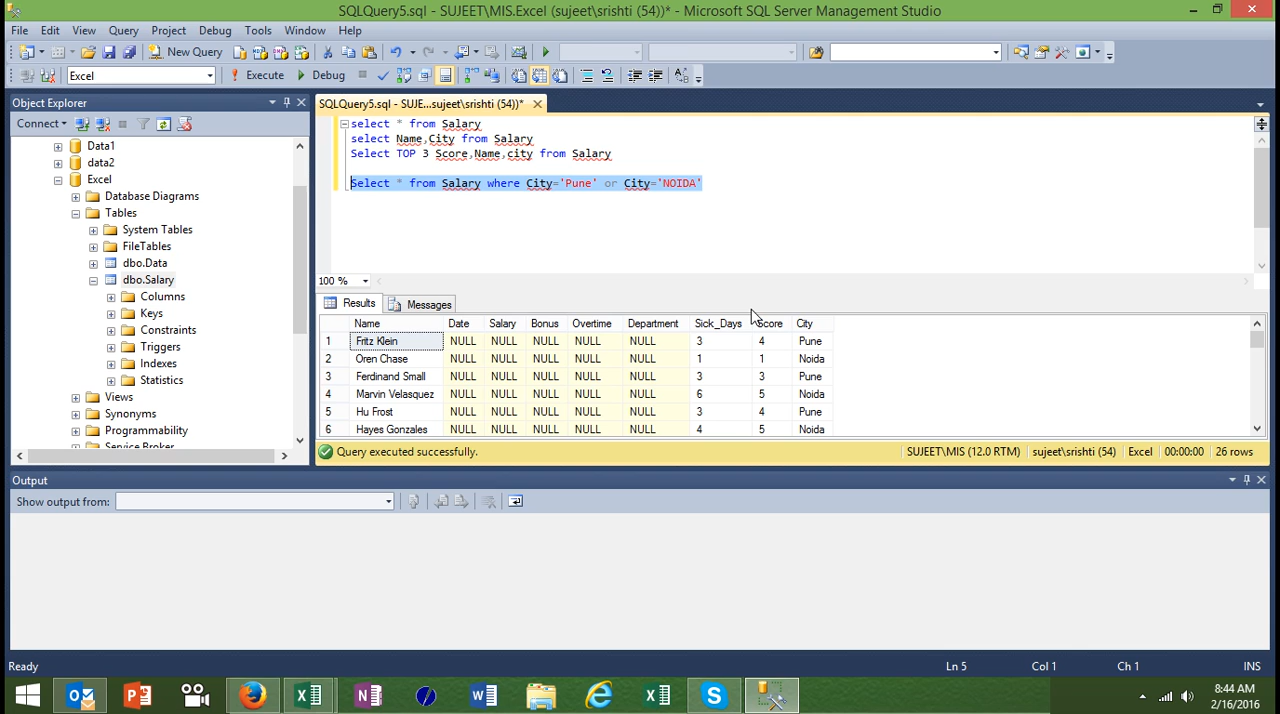 SQLQuery5.sql - SUJEET\MIS.Excel (sujeet\srishti (54))* - Microsoft SQL Server Management Studio
File Edit View Query Project Debug Tools Window Help
New Query
Excel Execute Debug
Object Explorer
Connect
Data1
data2
Excel
Database Diagrams
Tables
System Tables
FileTables
dbo.Data
dbo.Salary
Columns
Keys
Constraints
Triggers
Indexes
Statistics
Views
Synonyms
Programmability
Service Broker
SQLQuery5.sql - SUJE...sujeet\srishti (54))*
select * from Salary
select Name,City from Salary
Select TOP 3 Score,Name,city from Salary
Select * from Salary where City='Pune' or City='NOIDA'
100 %
Results Messages
Name Date Salary Bonus Overtime Department Sick_Days Score City
1 Fritz Klein NULL NULL NULL NULL NULL 3 4 Pune
2 Oren Chase NULL NULL NULL NULL NULL 1 1 Noida
3 Ferdinand Small NULL NULL NULL NULL NULL 3 3 Pune
4 Marvin Velasquez NULL NULL NULL NULL NULL 6 5 Noida
5 Hu Frost NULL NULL NULL NULL NULL 3 4 Pune
6 Hayes Gonzales NULL NULL NULL NULL NULL 4 5 Noida
Query executed successfully. SUJEET\MIS (12.0 RTM) sujeet\srishti (54) Excel 00:00:00 26 rows
Output
Show output from:
Ready Ln 5 Col 1 Ch 1 INS
8:44 AM
2/16/2016